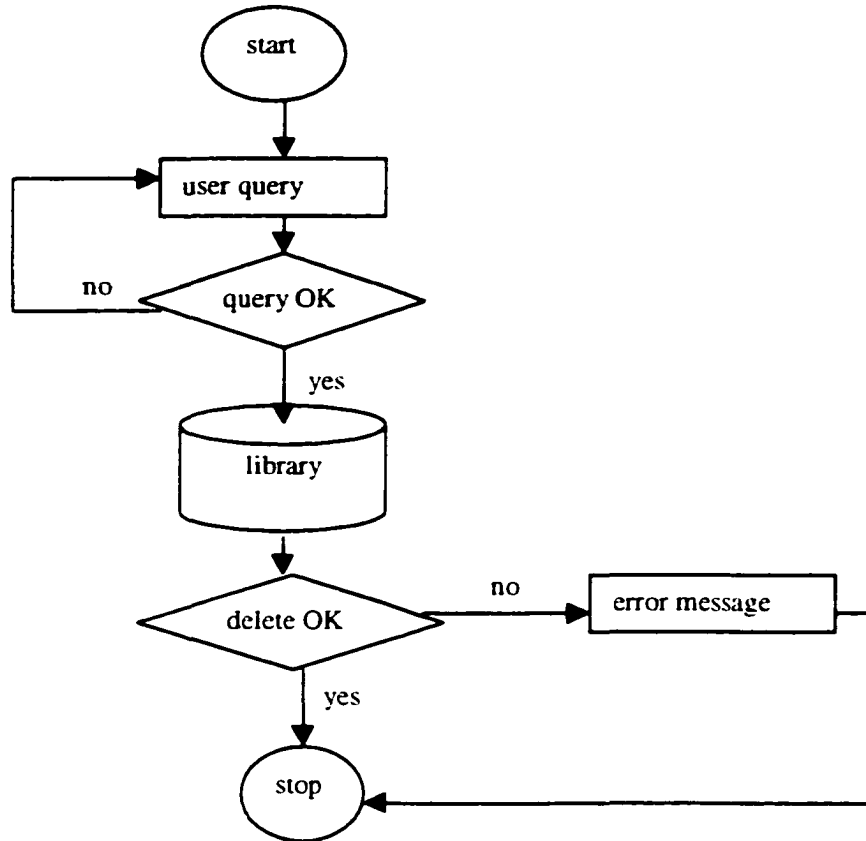 start
user query
no
query OK
yes
library
delete OK
no
error message
yes
stop